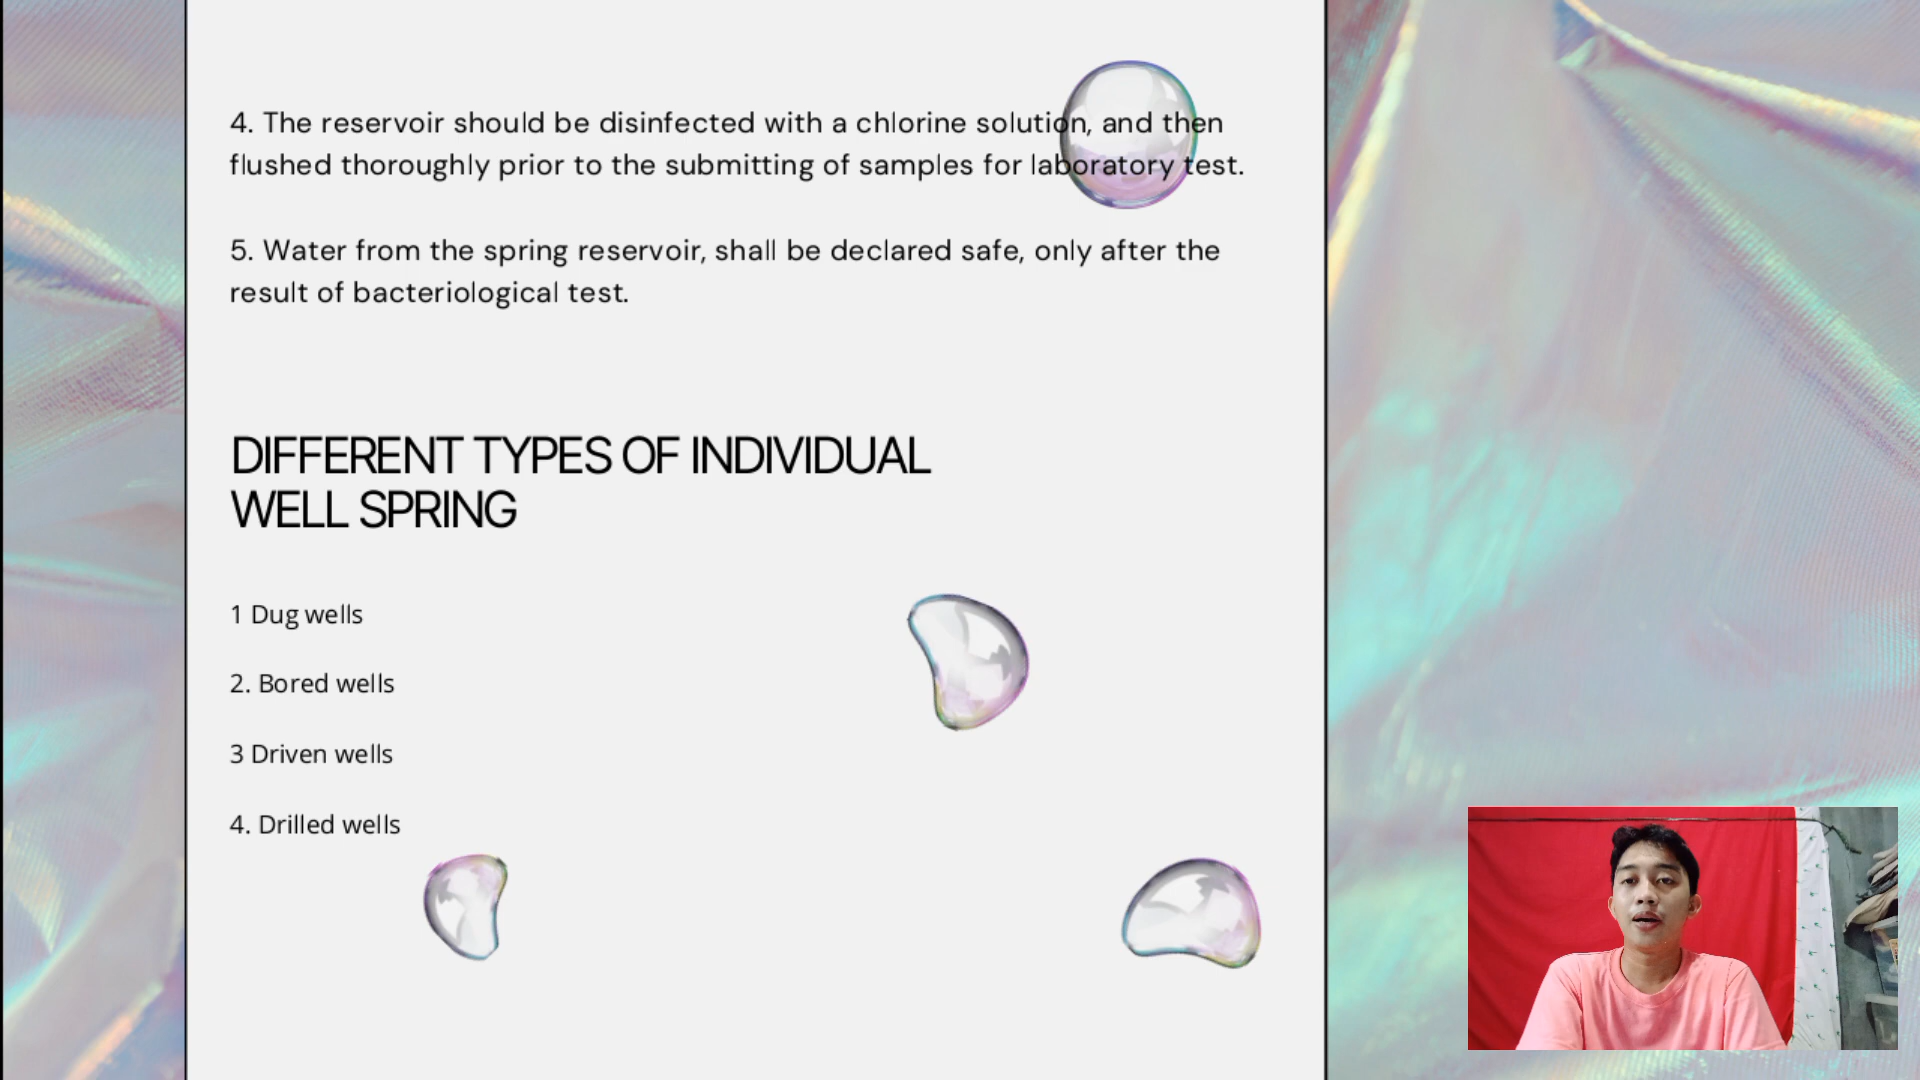 4. The reservoir should be disinfected with a chlorine solution, and then
flushed thoroughly prior to the submitting of samples for laboratory test.
5. Water from the spring reservoir, shall be declared safe, only after the
result of bacteriological test.
DIFFERENT TYPES OF INDIVIDUAL
WELL SPRING
1 Dug wells
2. Bored wells
3 Driven wells
4. Drilled wells